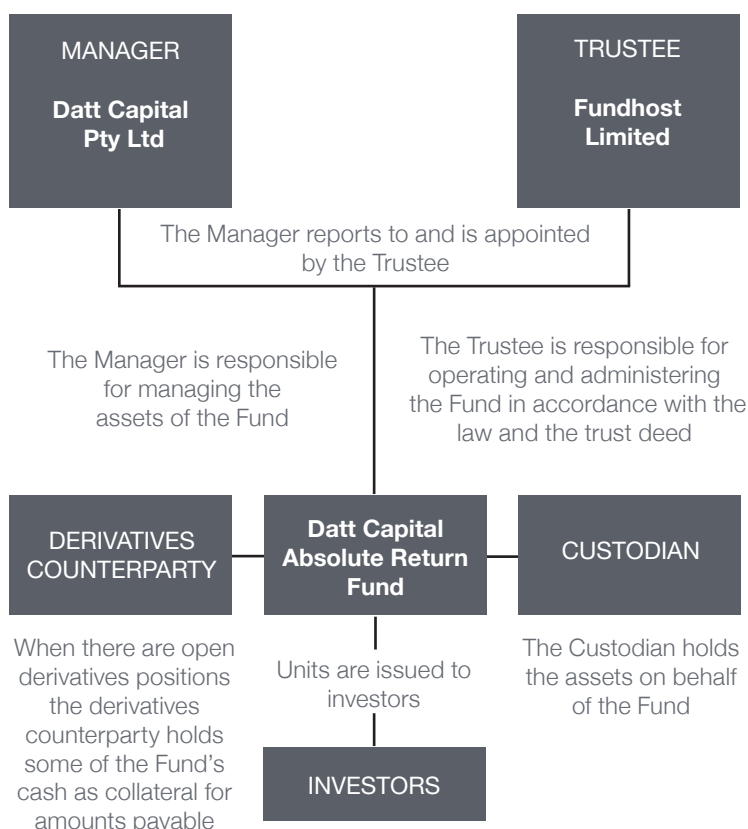 MANAGER
Datt Capital
Pty Ltd
TRUSTEE
Fundhost
Limited
The Manager reports to and is appointed
by the Trustee
The Manager is responsible
for managing the
assets of the Fund
The Trustee is responsible for
operating and administering
the Fund in accordance with the
law and the trust deed
DERIVATIVES
COUNTERPARTY
Datt Capital
Absolute Return
Fund
CUSTODIAN
When there are open
derivatives positions
the derivatives
counterparty holds
some of the Fund's
cash as collateral for
amounts payable
Units are issued to
investors
The Custodian holds
the assets on behalf
of the Fund
INVESTORS